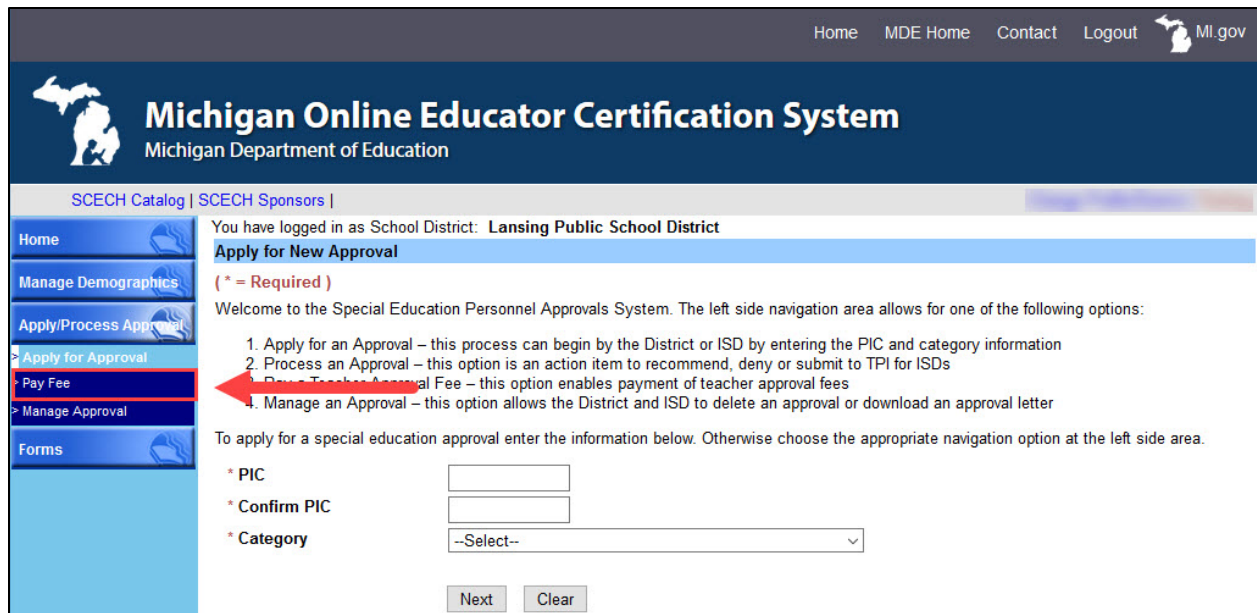 Home MDE Home Contact Logout MI.gov
Michigan Online Educator Certification System
Michigan Department of Education
SCECH Catalog | SCECH Sponsors |
Home
Manage Demographics
Apply/Process Approval
> Apply for Approval
> Pay Fee
> Manage Approval
Forms
You have logged in as School District: Lansing Public School District
Apply for New Approval
( * = Required )
Welcome to the Special Education Personnel Approvals System. The left side navigation area allows for one of the following options:
1. Apply for an Approval – this process can begin by the District or ISD by entering the PIC and category information
2. Process an Approval – this option is an action item to recommend, deny or submit to TPI for ISDs
3. Pay a Teacher Approval Fee – this option enables payment of teacher approval fees
4. Manage an Approval – this option allows the District and ISD to delete an approval or download an approval letter
To apply for a special education approval enter the information below. Otherwise choose the appropriate navigation option at the left side area.
* PIC
* Confirm PIC
* Category --Select--
Next Clear